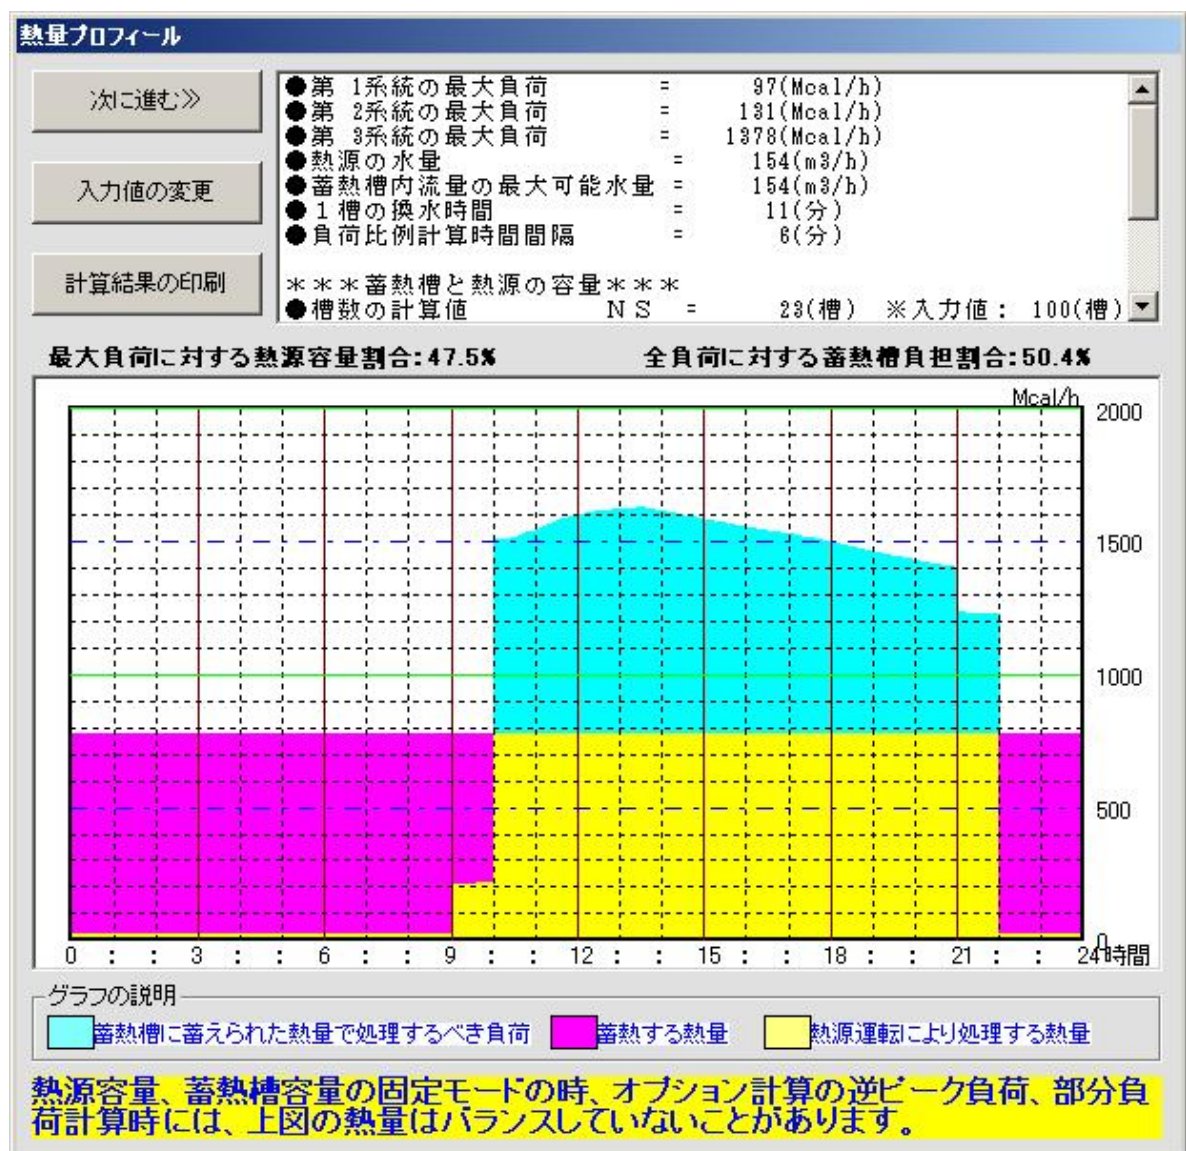 熱量プロフィール
次に進む≫
入力値の変更
計算結果の印刷
●第 1系統の最大負荷 = 97(Mcal/h)
●第 2系統の最大負荷 = 131(Mcal/h)
●第 3系統の最大負荷 = 1378(Mcal/h)
●熱源の水量 = 154(m3/h)
●蓄熱槽内流量の最大可能水量 = 154(m3/h)
●１槽の換水時間 = 11(分)
●負荷比例計算時間間隔 = 6(分)
＊＊＊蓄熱槽と熱源の容量＊＊＊
●槽数の計算値 ＮＳ = 23(槽) ※入力値： 100(槽)
最大負荷に対する熱源容量割合:47.5%
全負荷に対する蓄熱槽負担割合:50.4%
Mcal/h
2000
1500
1000
500
0
0 : : 3 : : 6 : : 9 : : 12 : : 15 : : 18 : : 21 : : 24時間
グラフの説明
蓄熱槽に蓄えられた熱量で処理するべき負荷
蓄熱する熱量
熱源運転により処理する熱量
熱源容量、蓄熱槽容量の固定モードの時、オプション計算の逆ピーク負荷、部分負
荷計算時には、上図の熱量はバランスしていないことがあります。